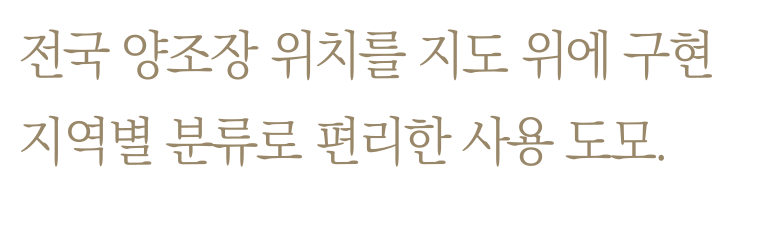 전국 양조장 위치를 지도 위에 구현
지역별 분류로 편리한 사용 도모.